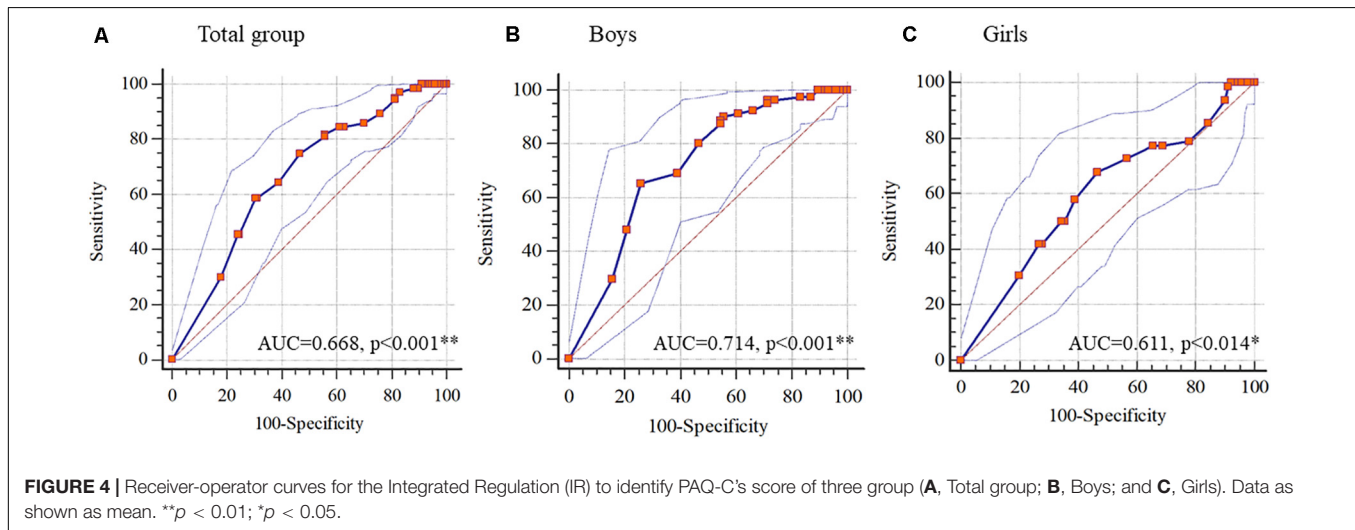 A Total group
B Boys
C Girls
100
80
60
40
20
0
Sensitivity
AUC=0.668, p<0.001**
0 20 40 60 80 100
100-Specificity
100
80
60
40
20
0
Sensitivity
AUC=0.714, p<0.001**
0 20 40 60 80 100
100-Specificity
100
80
60
40
20
0
Sensitivity
AUC=0.611, p<0.014*
0 20 40 60 80 100
100-Specificity
FIGURE 4 | Receiver-operator curves for the Integrated Regulation (IR) to identify PAQ-C's score of three group (A, Total group; B, Boys; and C, Girls). Data as
shown as mean. **p < 0.01; *p < 0.05.